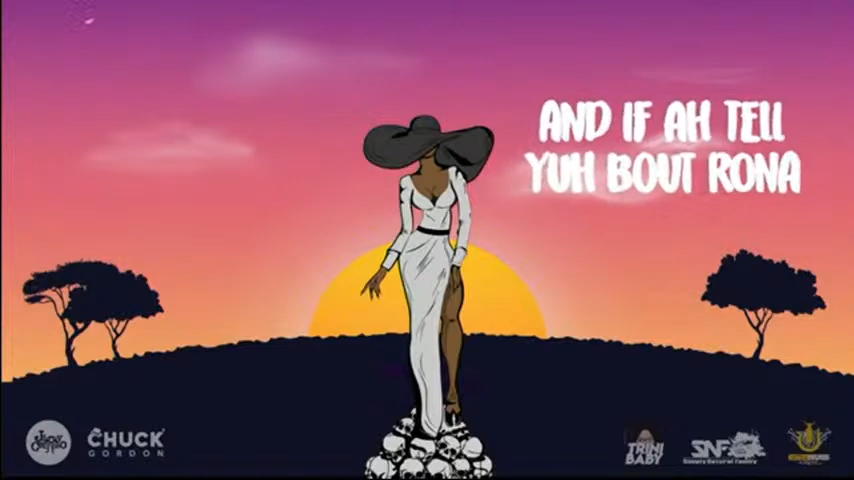 AND IF AH TELL
YUH BOUT RONA
CHUCK
GORDON
TRINI
BABY
SNF